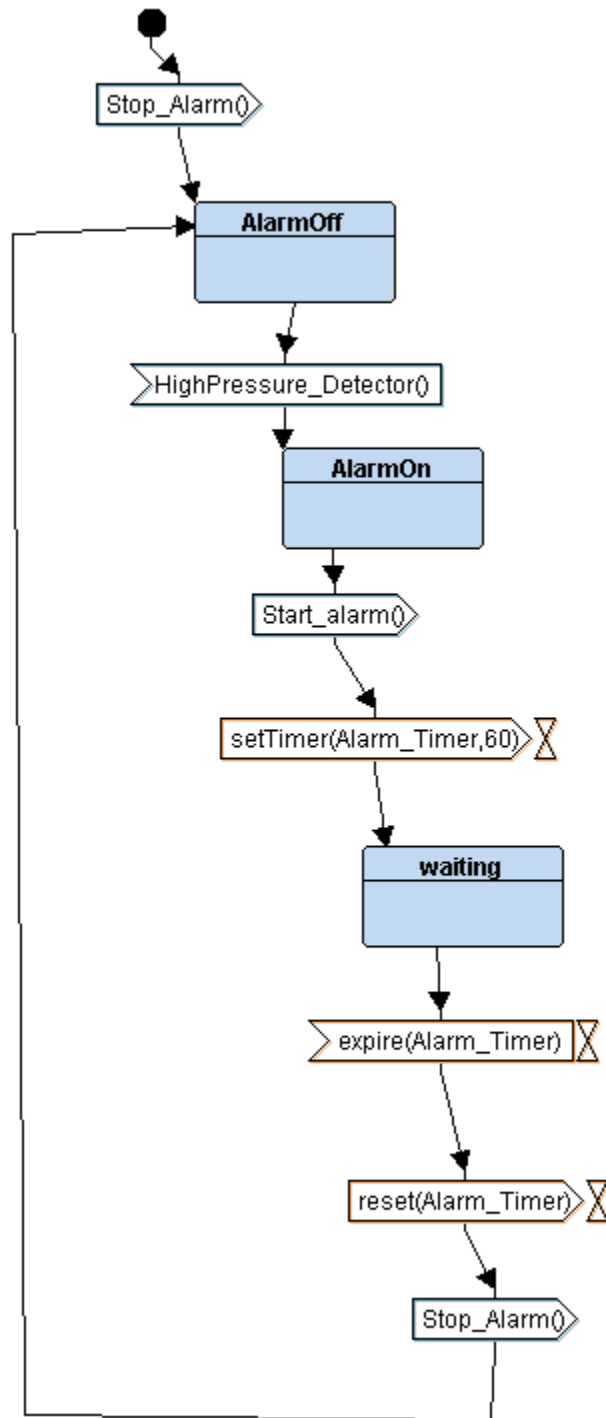 Stop_Alarm()
AlarmOff
HighPressure_Detector()
AlarmOn
Start_alarm()
setTimer(Alarm_Timer,60)
waiting
expire(Alarm_Timer)
reset(Alarm_Timer)
Stop_Alarm()